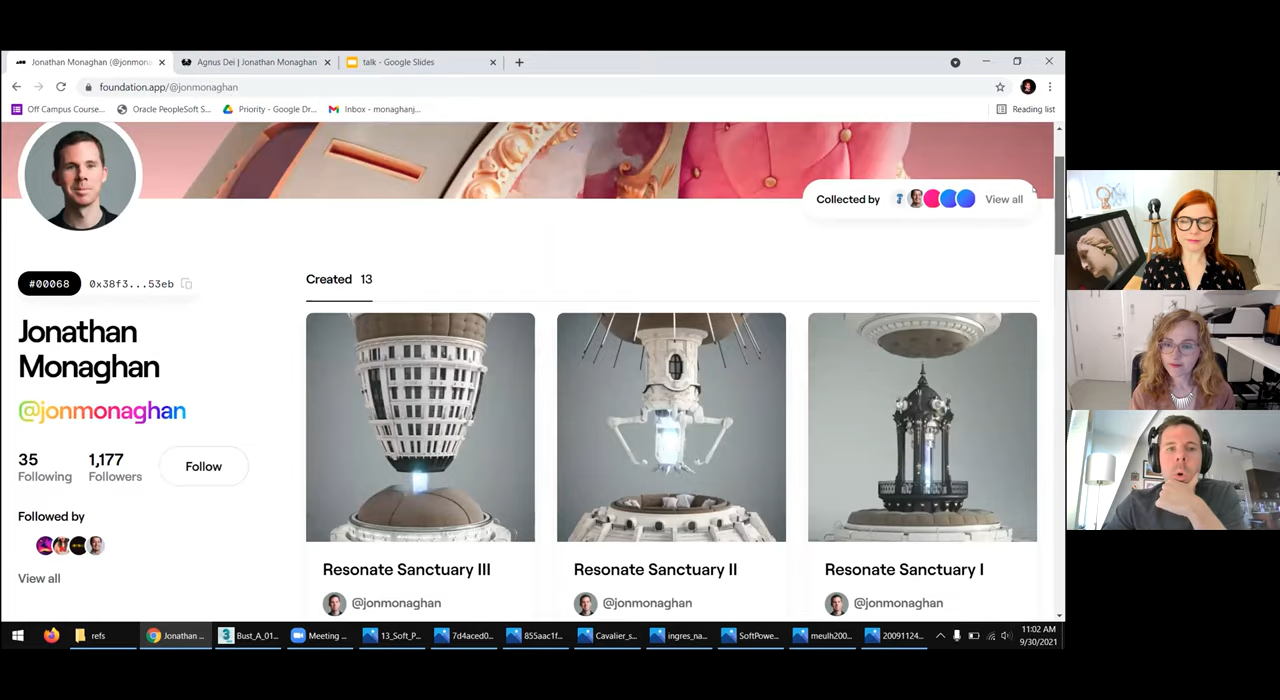 Jonathan Monaghan (@jonmona
Agnus Dei | Jonathan Monaghan
talk - Google Slides
foundation.app/@jonmonaghan
Off Campus Course...
Oracle PeopleSoft S...
Priority - Google Dr...
Inbox - monaghanj...
Reading list
Collected by
View all
#00068
0x38f3...53eb
Created 13
Jonathan
Monaghan
@jonmonaghan
35
Following
1,177
Followers
Follow
Followed by
View all
Resonate Sanctuary III
@jonmonaghan
Resonate Sanctuary II
@jonmonaghan
Resonate Sanctuary I
@jonmonaghan
refs
Jonathan ...
Bust_A_01...
Meeting ...
13_Soft_P...
7d4aced0...
855aac1f...
Cavalier_s...
ingres_na...
SoftPowe...
meulh200...
20091124...
11:02 AM
9/30/2021